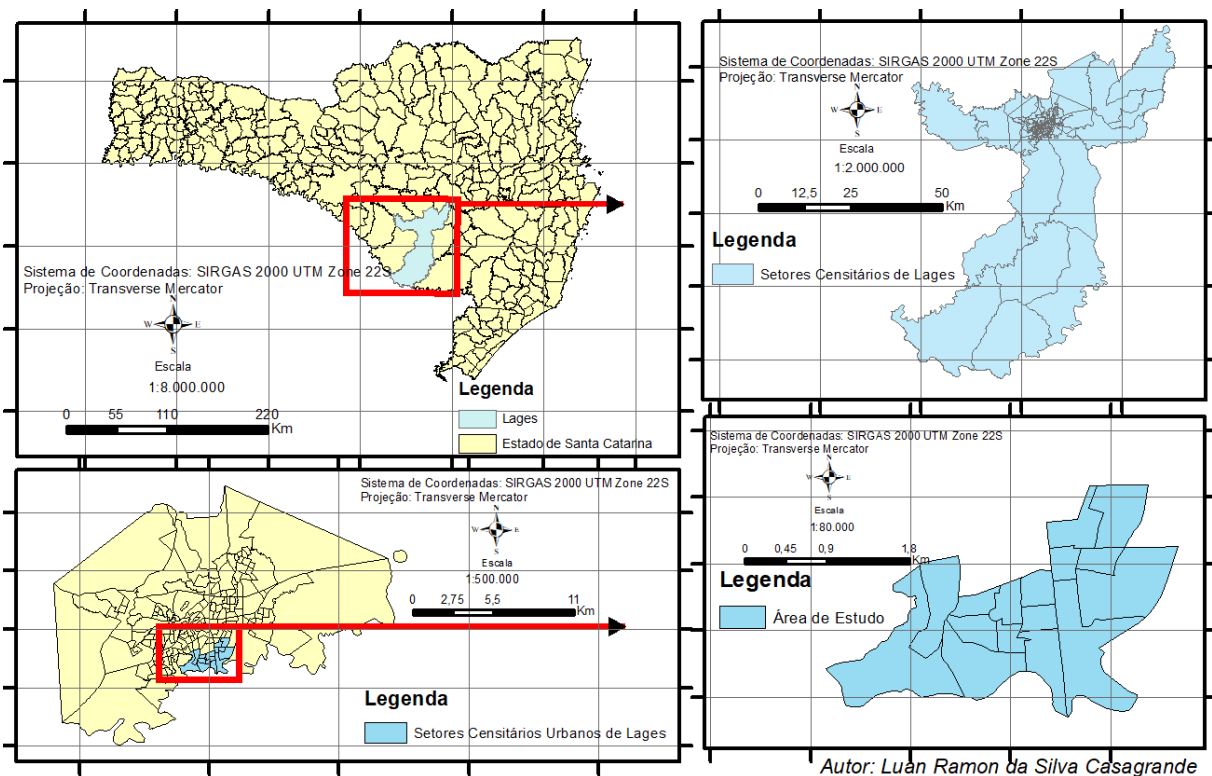 Sistema de Coordenadas: SIRGAS 2000 UTM Zone 22S
Projeção: Transverse Mercator
N
W E
S
Escala
1:8.000.000
0 55 110 220
Km
Legenda
Lages
Estado de Santa Catarna
Sistema de Coordenadas: SIRGAS 2000 UTM Zone 22S
Projeção: Transverse Mercator
N
W E
S
Escala
1:2.000.000
0 12,5 25 50
Km
Legenda
Setores Censitários de Lages
Sistema de Coordenadas: SIRGAS 2000 UTM Zone 22S
Projeção: Transverse Mercator
N
W E
S
Escala
1:500.000
0 2,75 5,5 11
Km
Legenda
Setores Censitários Urbanos de Lages
Sistema de Coordenadas: SIRGAS 2000 UTM Zone 22S
Projeção: Transverse Mercator
N
W E
S
Escala
1:80.000
0 0,45 0,9 1,8
Km
Legenda
Área de Estudo
Autor: Luan Ramon da Silva Casagrande